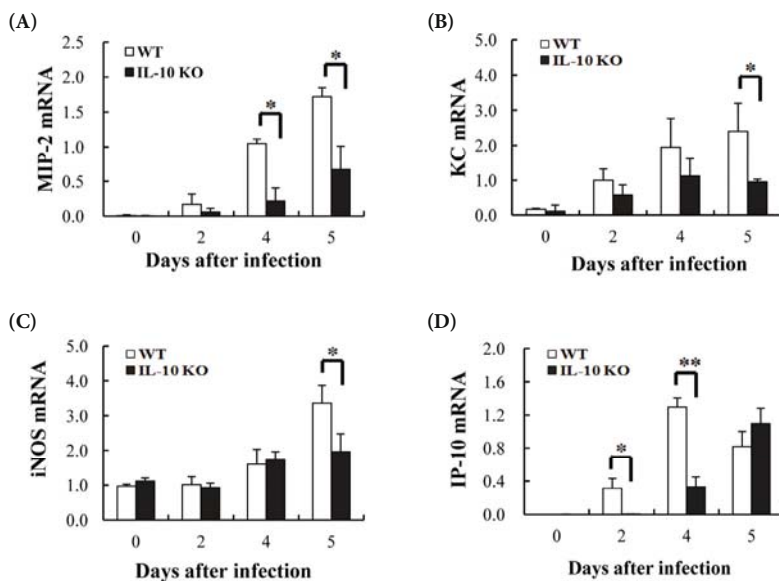 (A)
MIP-2 mRNA
2.5
2.0
1.5
1.0
0.5
0.0
WT
IL-10 KO
*
*
0 2 4 5
Days after infection
(B)
KC mRNA
5.0
4.0
3.0
2.0
1.0
0.0
WT
IL-10 KO
*
0 2 4 5
Days after infection
(C)
iNOS mRNA
5.0
4.0
3.0
2.0
1.0
0.0
WT
IL-10 KO
*
0 2 4 5
Days after infection
(D)
IP-10 mRNA
2.0
1.6
1.2
0.8
0.4
0.0
WT
IL-10 KO
*
**
0 2 4 5
Days after infection